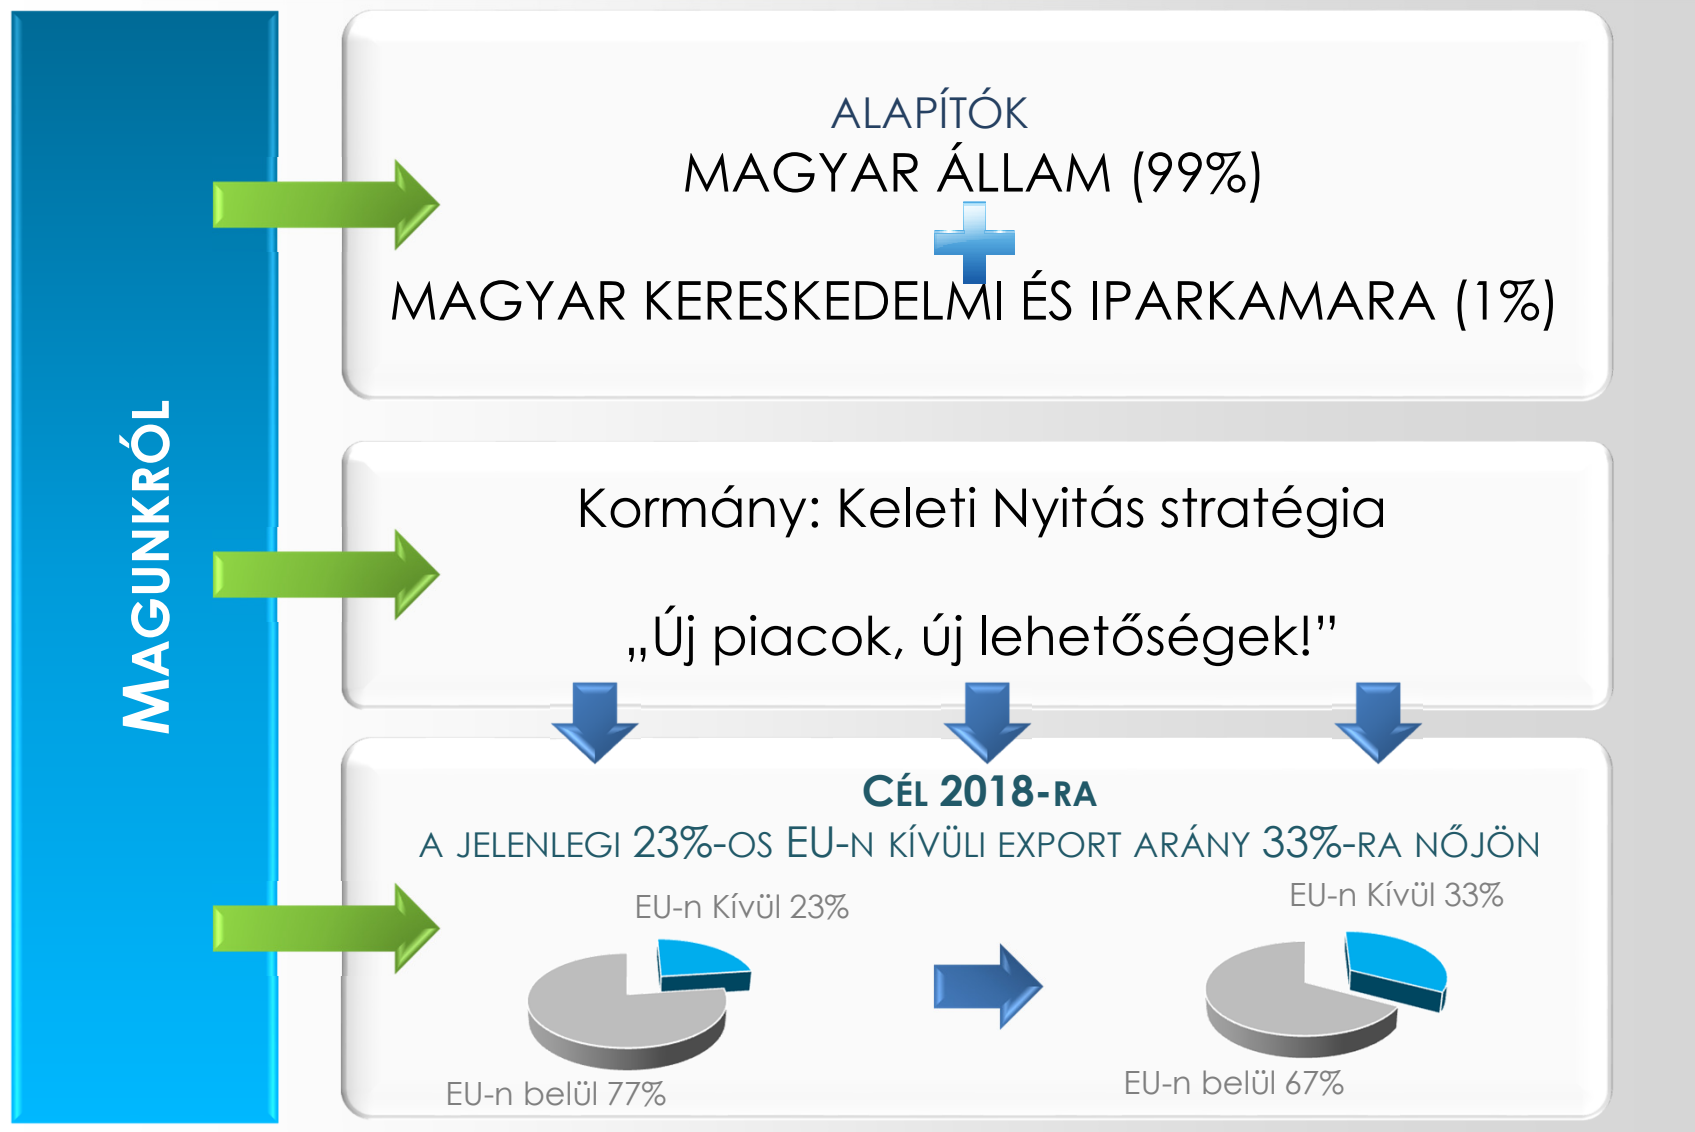 MAGUNKRÓL
ALAPÍTÓK
MAGYAR ÁLLAM (99%)
MAGYAR KERESKEDELMI ÉS IPARKAMARA (1%)
Kormány: Keleti Nyitás stratégia
„Új piacok, új lehetőségek!”
CÉL 2018-RA
A JELENLEGI 23%-OS EU-N KÍVÜLI EXPORT ARÁNY 33%-RA NŐJÖN
EU-n Kívül 23%
EU-n belül 77%
EU-n Kívül 33%
EU-n belül 67%